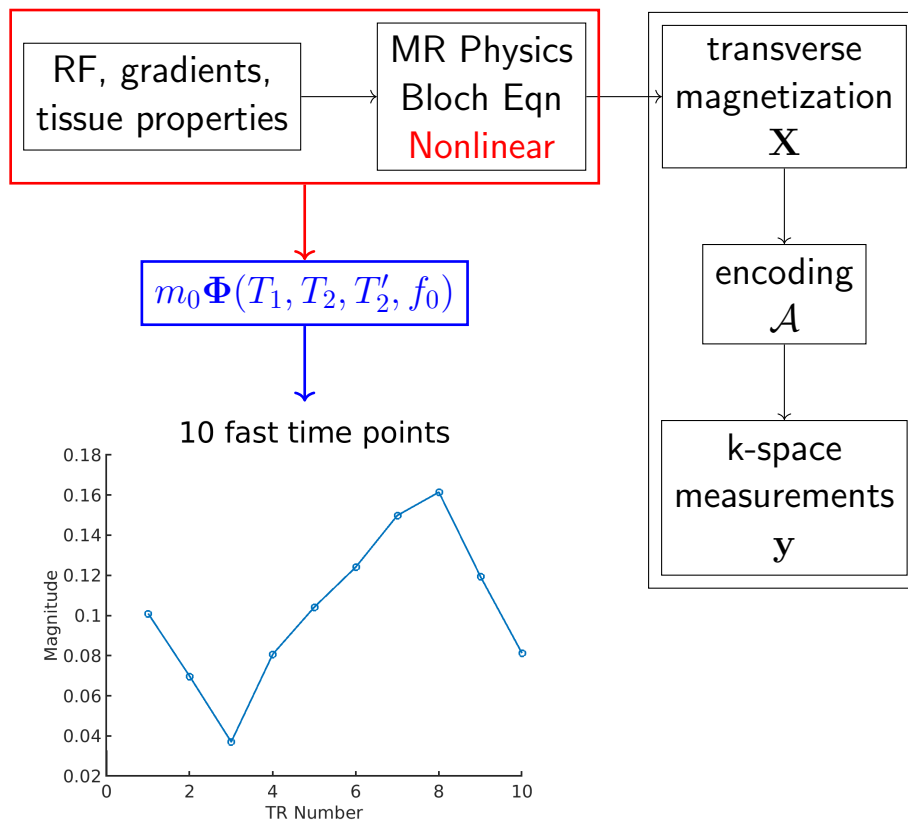 RF, gradients,
tissue properties
MR Physics
Bloch Eqn
Nonlinear
transverse
magnetization
X
m₀Φ(T₁, T₂, T₂′, f₀)
encoding
𝒜
k-space
measurements
y
10 fast time points
0.18
0.16
0.14
0.12
0.1
0.08
0.06
0.04
0.02
Magnitude
0 2 4 6 8 10
TR Number